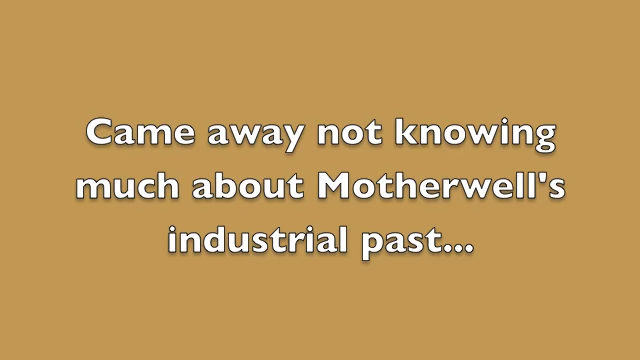 Came away not knowing
much about Motherwell's
industrial past...